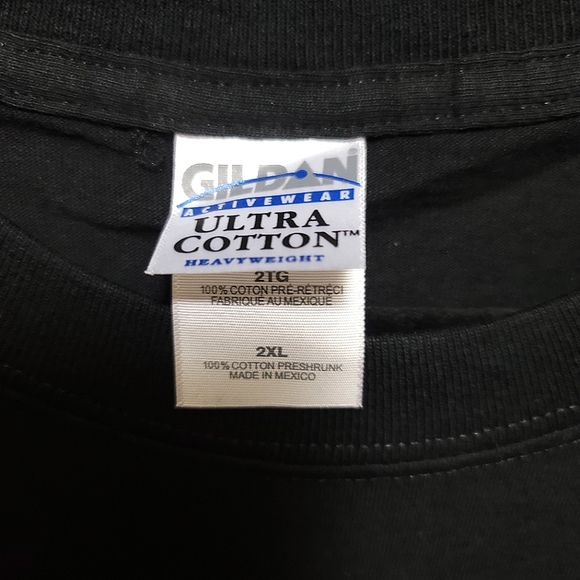 GILDAN
ACTIVEWEAR
ULTRA
COTTON™
HEAVYWEIGHT
2TG
100% COTON PRÉ-RÉTRÉCI
FABRIQUÉ AU MEXIQUE
2XL
100% COTTON PRESHRUNK
MADE IN MEXICO